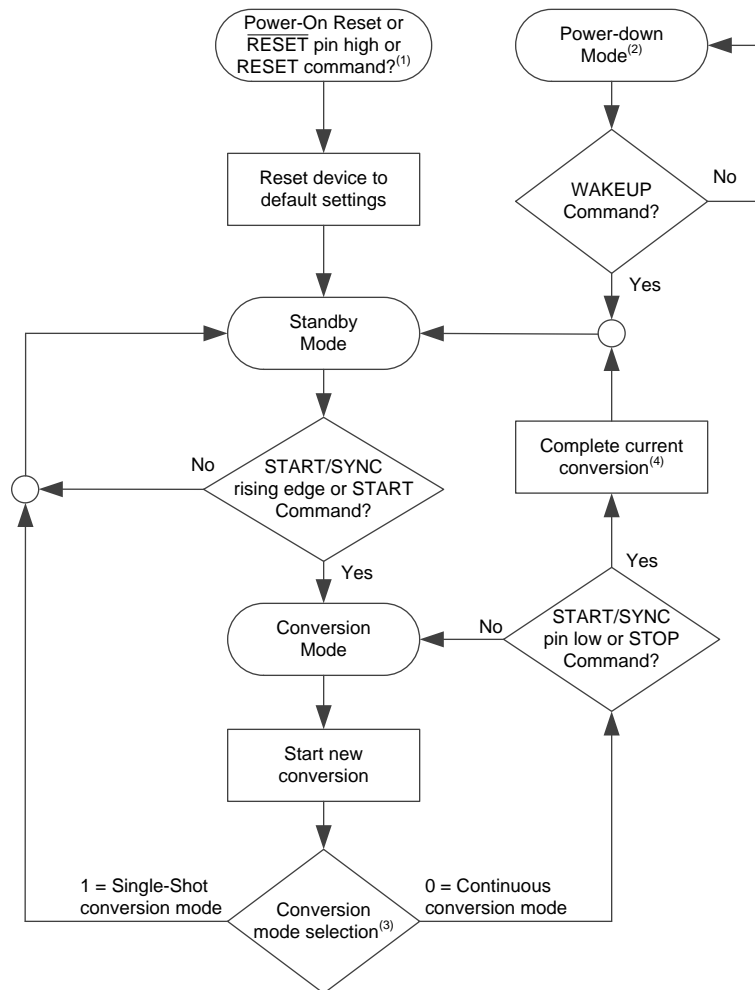 Power-On Reset or
RESET pin high or
RESET command?(1)
Power-down
Mode(2)
Reset device to
default settings
WAKEUP
Command?
No
Yes
Standby
Mode
Complete current
conversion(4)
No
START/SYNC
rising edge or START
Command?
Yes
Yes
Conversion
Mode
No
START/SYNC
pin low or STOP
Command?
Start new
conversion
1 = Single-Shot
conversion mode
0 = Continuous
conversion mode
Conversion
mode selection(3)